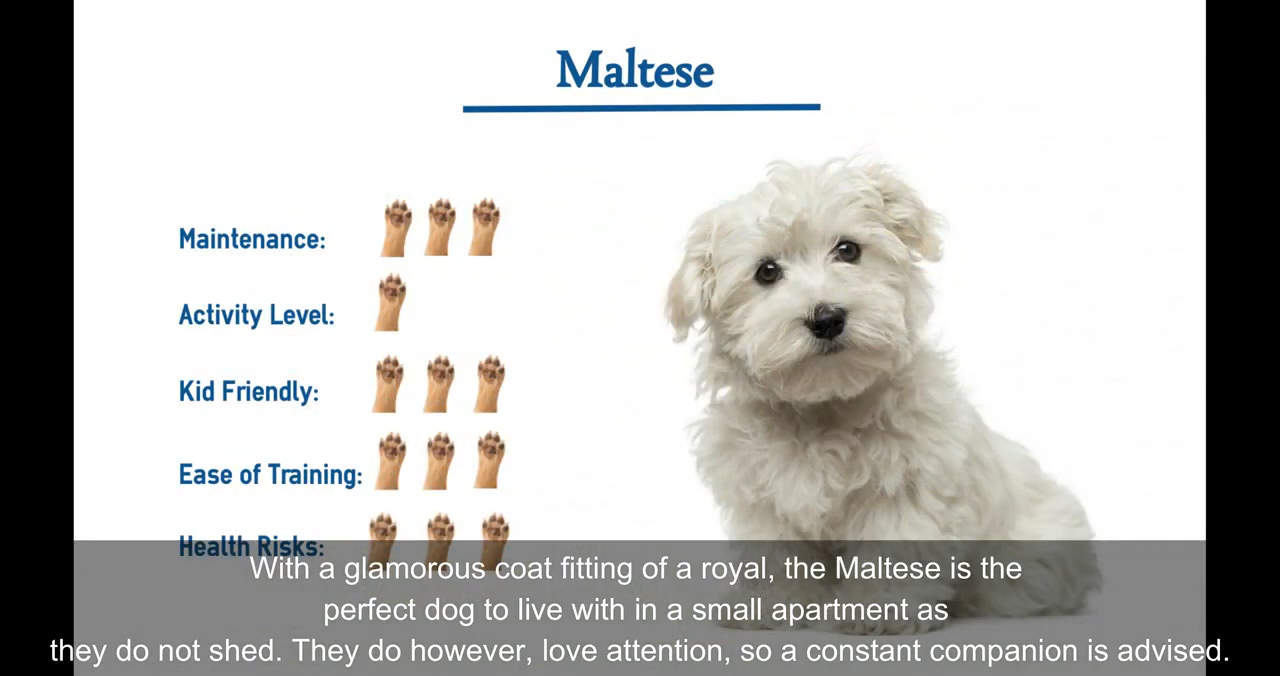 Maltese
Maintenance:
Activity Level:
Kid Friendly:
Ease of Training:
Health Risks:
With a glamorous coat fitting of a royal, the Maltese is the
perfect dog to live with in a small apartment as
they do not shed. They do however, love attention, so a constant companion is advised.